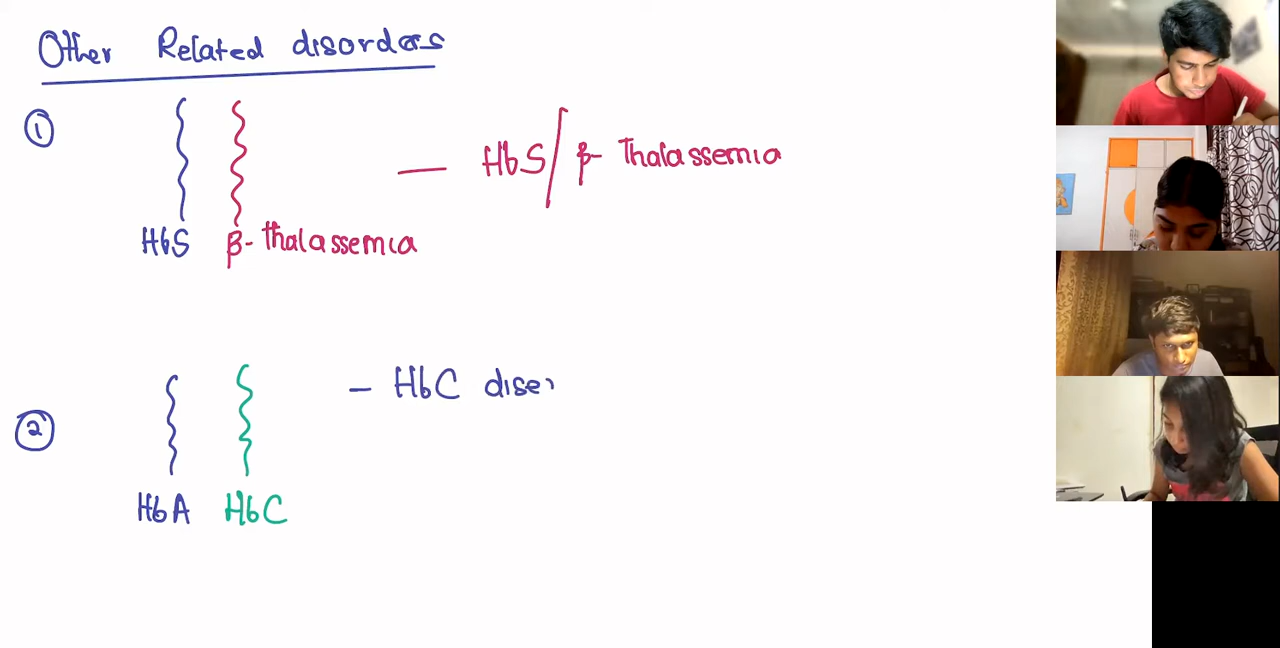 Other Related disorders
①
— HbS/β- Thalassemia
HbS β- Thalassemia
②
- HbC dise
HbA HbC